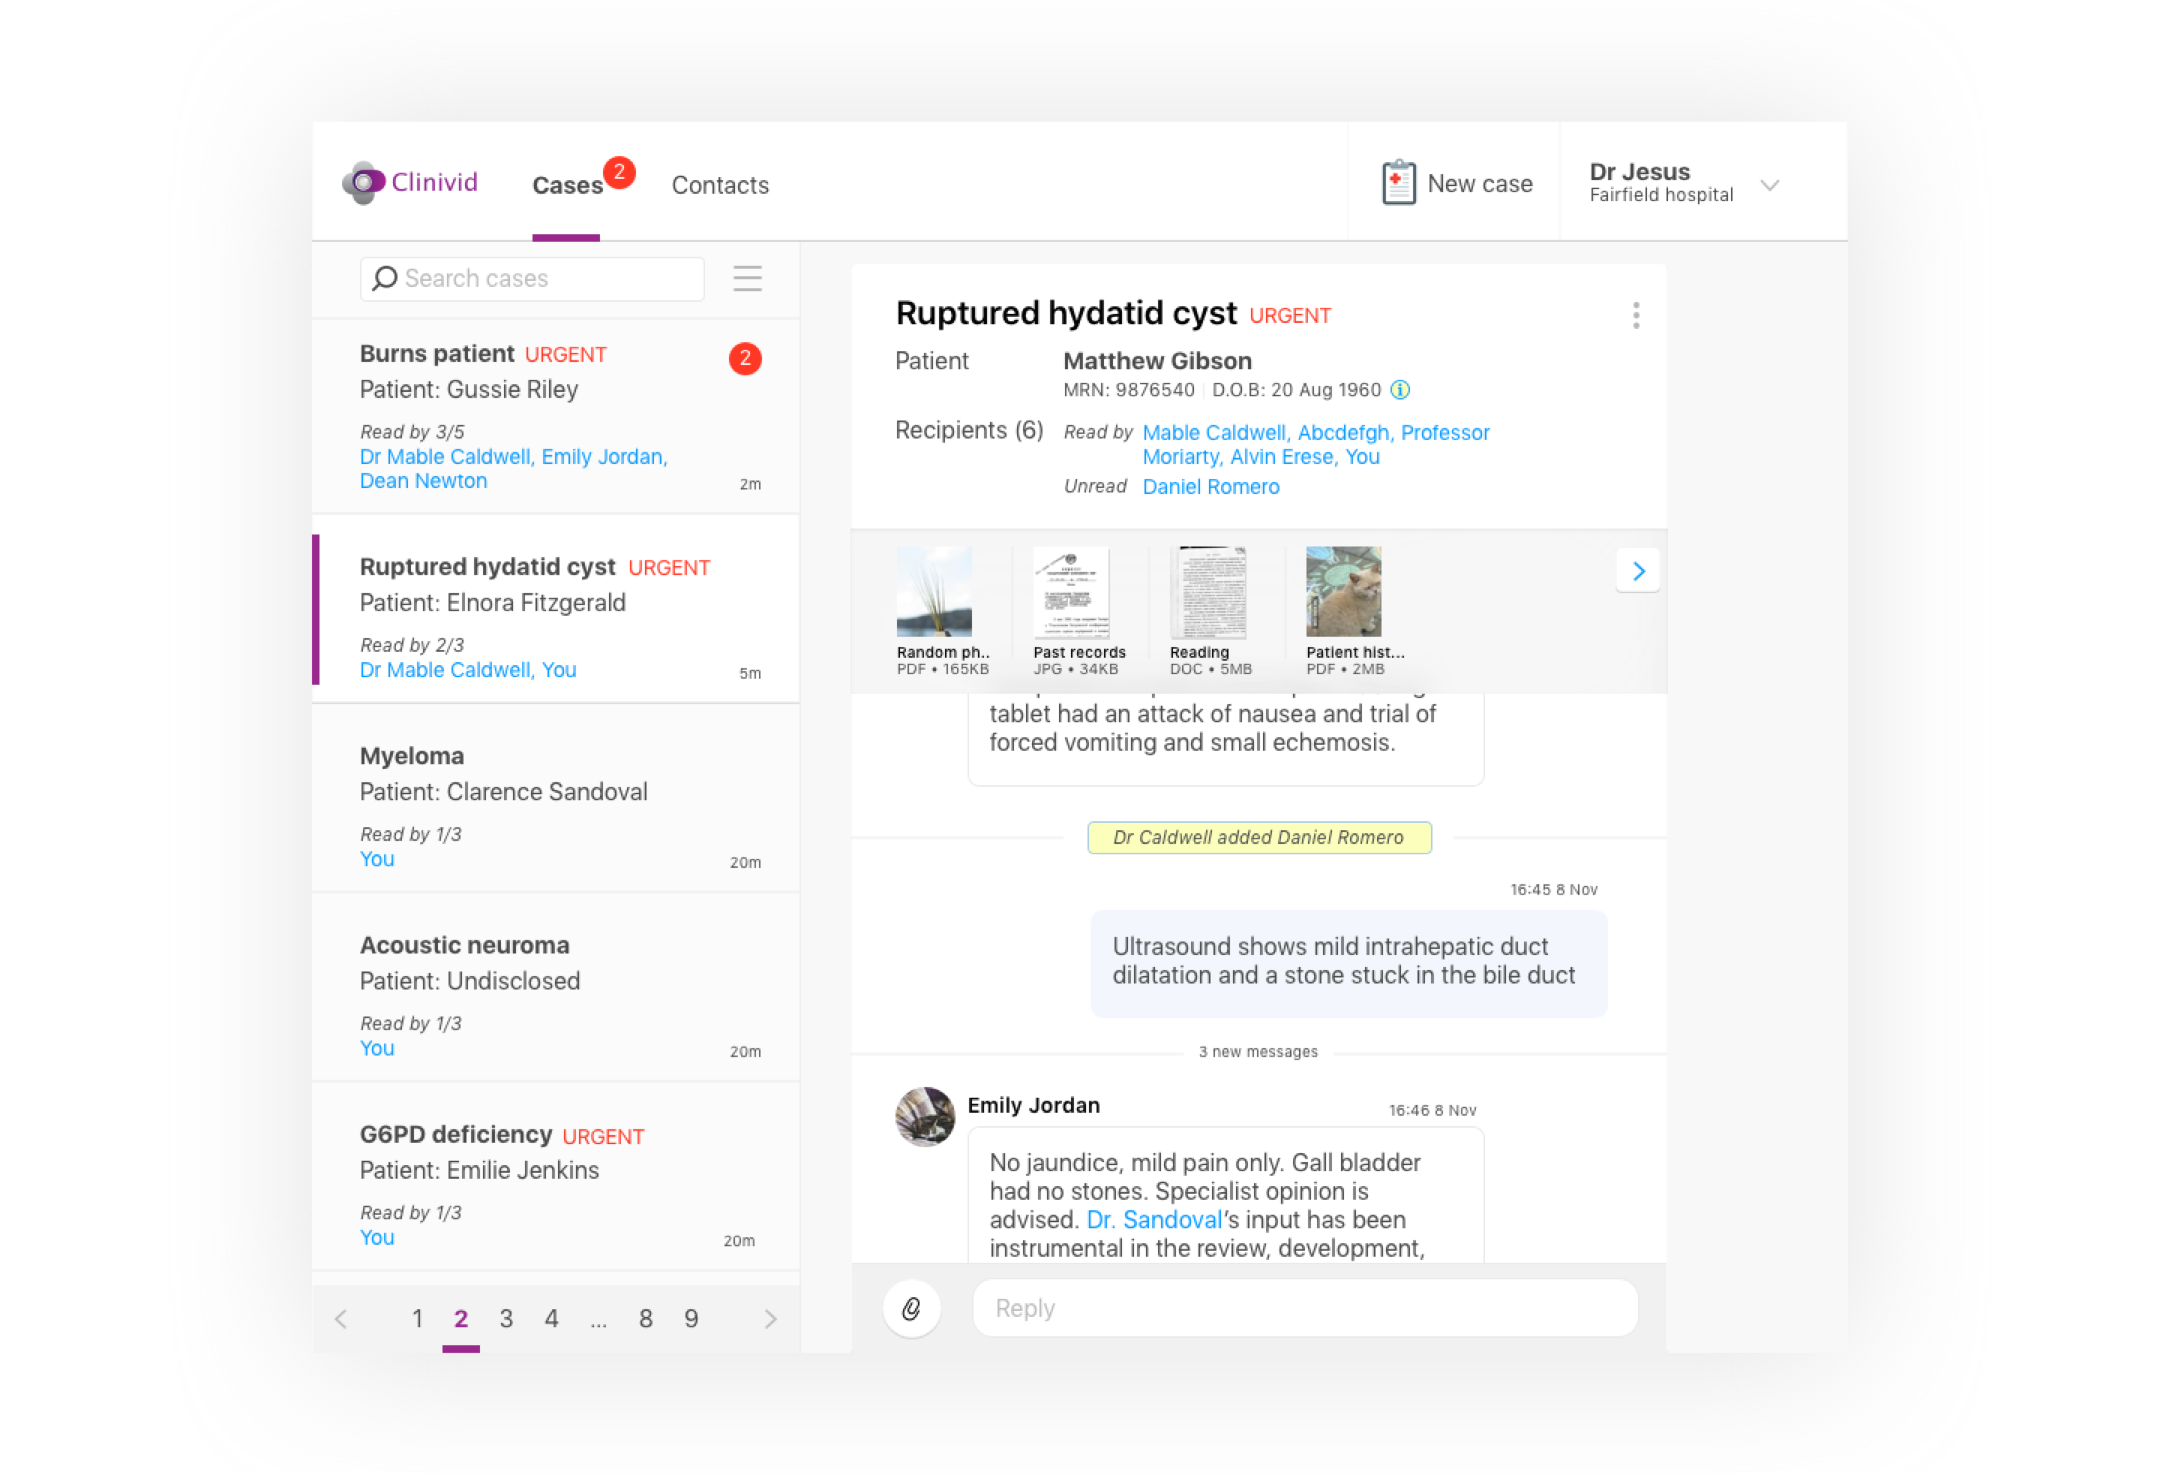 Clinivid
Cases
2
Contacts
New case
Dr Jesus
Fairfield hospital
Search cases
Burns patient URGENT
2
Patient: Gussie Riley
Read by 3/5
Dr Mable Caldwell, Emily Jordan,
Dean Newton
2m
Ruptured hydatid cyst URGENT
Patient: Elnora Fitzgerald
Read by 2/3
Dr Mable Caldwell, You
5m
Myeloma
Patient: Clarence Sandoval
Read by 1/3
You
20m
Acoustic neuroma
Patient: Undisclosed
Read by 1/3
You
20m
G6PD deficiency URGENT
Patient: Emilie Jenkins
Read by 1/3
You
20m
1 2 3 4 ... 8 9
Ruptured hydatid cyst URGENT
Patient
Matthew Gibson
MRN: 9876540 D.O.B: 20 Aug 1960
Recipients (6)
Read by Mable Caldwell, Abcdefgh, Professor
Moriarty, Alvin Erese, You
Unread Daniel Romero
Random ph..
PDF • 165KB
Past records
JPG • 34KB
Reading
DOC • 5MB
Patient hist...
PDF • 2MB
tablet had an attack of nausea and trial of
forced vomiting and small echemosis.
Dr Caldwell added Daniel Romero
16:45 8 Nov
Ultrasound shows mild intrahepatic duct
dilatation and a stone stuck in the bile duct
3 new messages
Emily Jordan
16:46 8 Nov
No jaundice, mild pain only. Gall bladder
had no stones. Specialist opinion is
advised. Dr. Sandoval’s input has been
instrumental in the review, development,
Reply